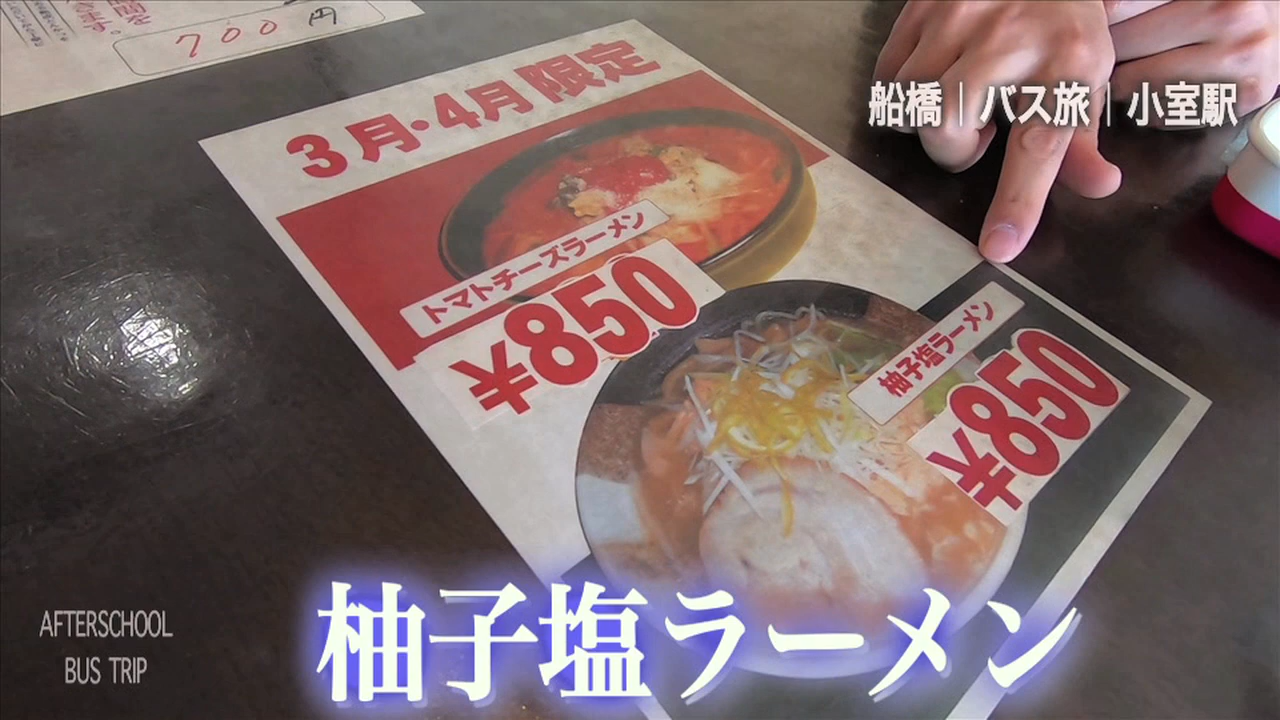 700円
3月・4月限定
船橋|バス旅|小室駅
トマトチーズラーメン
¥850
柚子塩ラーメン
¥850
AFTERSCHOOL
BUS TRIP
柚子塩ラーメン